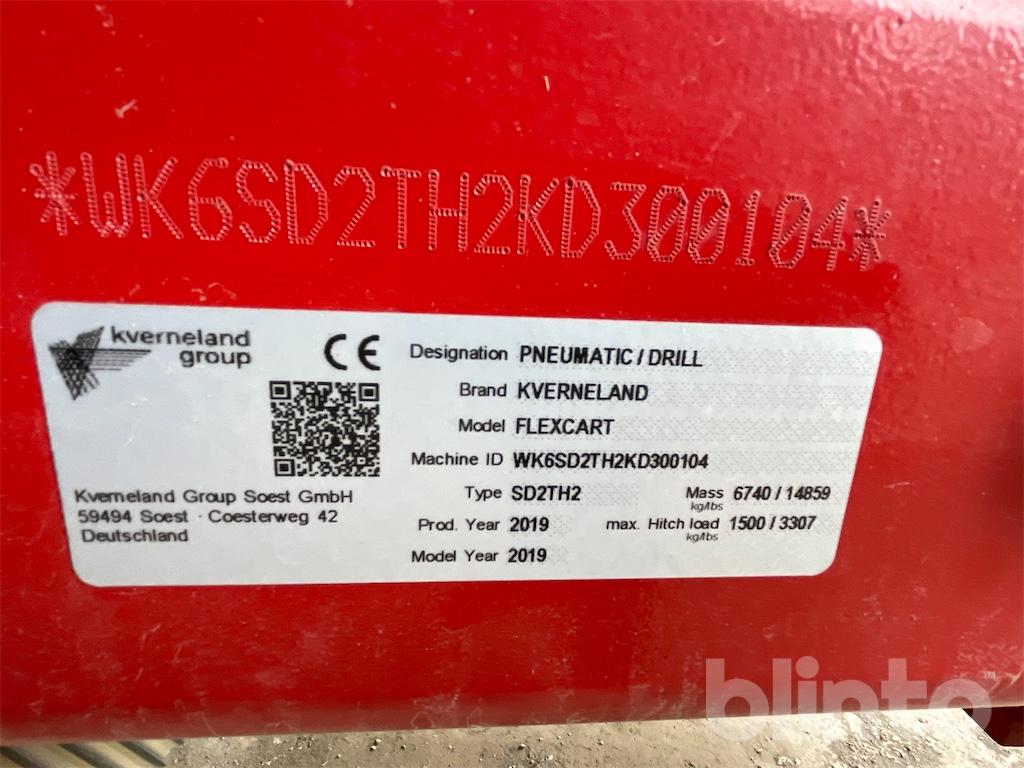 *WK6SD2TH2KD300104*
kverneland
group
CE
Designation PNEUMATIC / DRILL
Brand KVERNELAND
Model FLEXCART
Machine ID WK6SD2TH2KD300104
Type SD2TH2 Mass kg/lbs 6740 / 14859
Prod. Year 2019 max. Hitch load kg/lbs 1500 / 3307
Model Year 2019
Kverneland Group Soest GmbH
59494 Soest · Coesterweg 42
Deutschland
blinto™